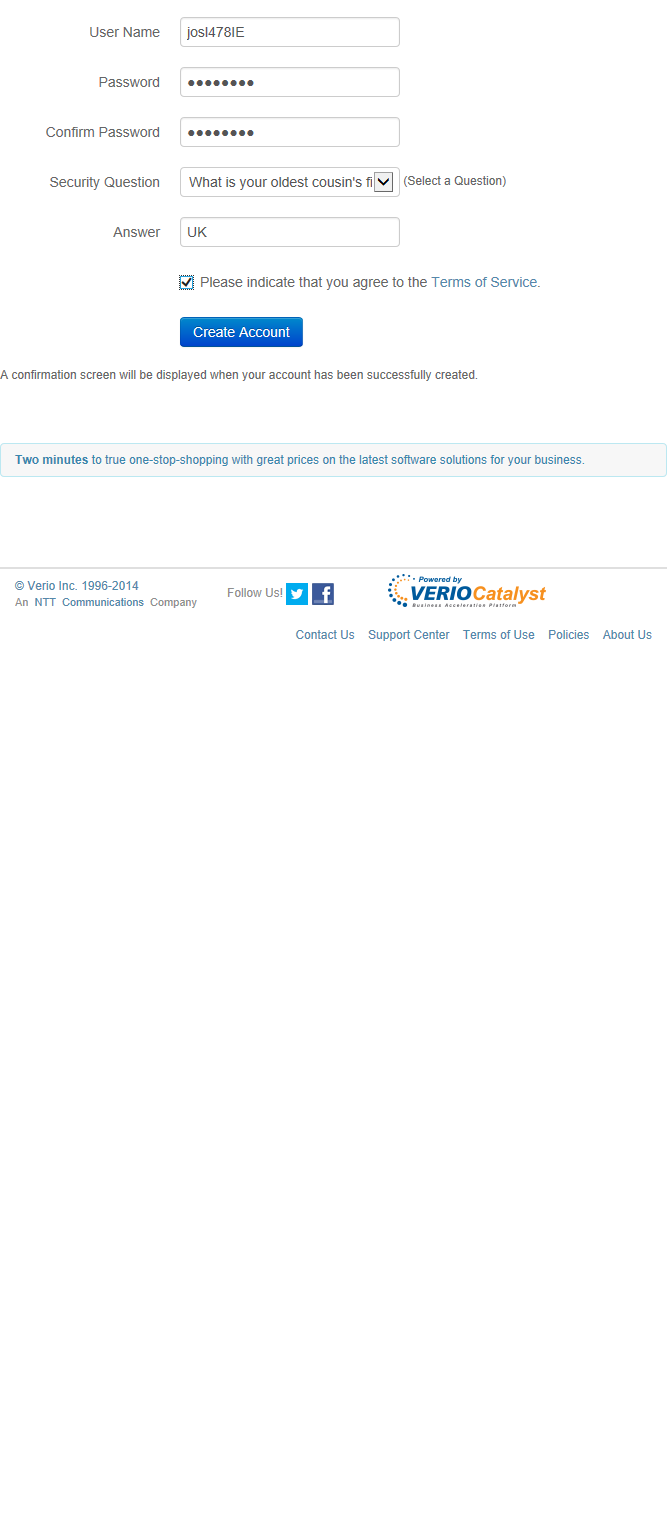 User Name josI478IE
Password ●●●●●●●●
Confirm Password ●●●●●●●●
Security Question What is your oldest cousin's fi (Select a Question)
Answer UK
Please indicate that you agree to the Terms of Service.
Create Account
A confirmation screen will be displayed when your account has been successfully created.
Two minutes to true one-stop-shopping with great prices on the latest software solutions for your business.
© Verio Inc. 1996-2014
An NTT Communications Company
Follow Us!
Powered by
VERIOCatalyst
Business Acceleration Platform
Contact Us Support Center Terms of Use Policies About Us